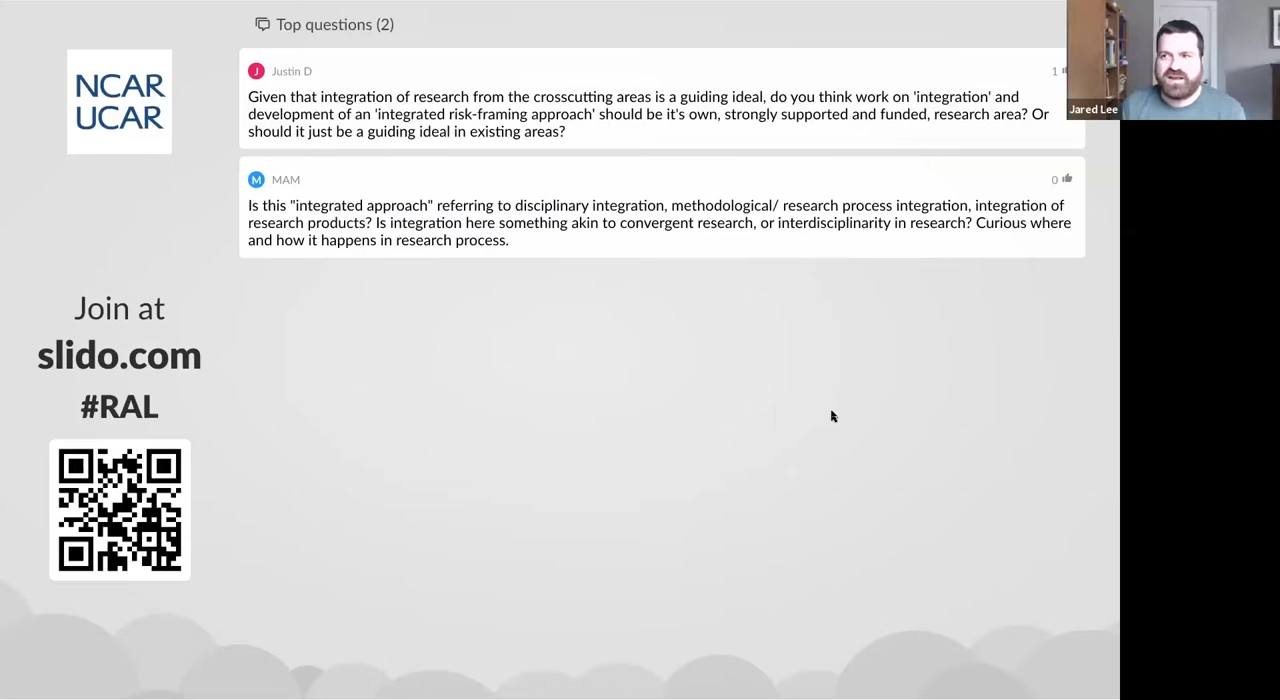 Top questions (2)
NCAR
UCAR
J
Justin D
1
Given that integration of research from the crosscutting areas is a guiding ideal, do you think work on 'integration' and
development of an 'intefrated risk-framing approach' should be it's own, strongly supported and funded, research area? Or
should it just be a guiding ideal in existing areas?
M
MAM
0
Is this "integrated approach" referring to disciplinary integration, methodological/ research process integration, integration of
research products? Is integration here something akin to convergent research, or interdisciplinarity in research? Curious where
and how it happens in research process.
Jared Lee
Join at
slido.com
#RAL